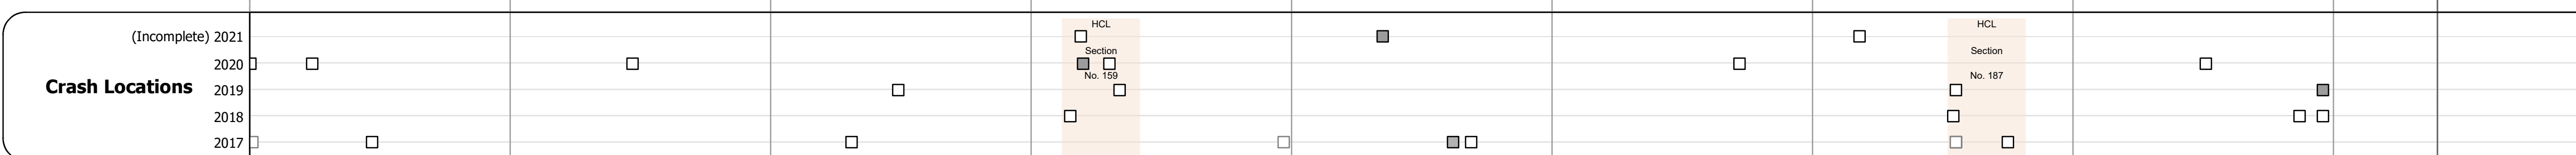 HCL
HCL
(Incomplete) 2021
Section
Section
2020
No. 159
No. 187
Crash Locations
2019
2018
2017